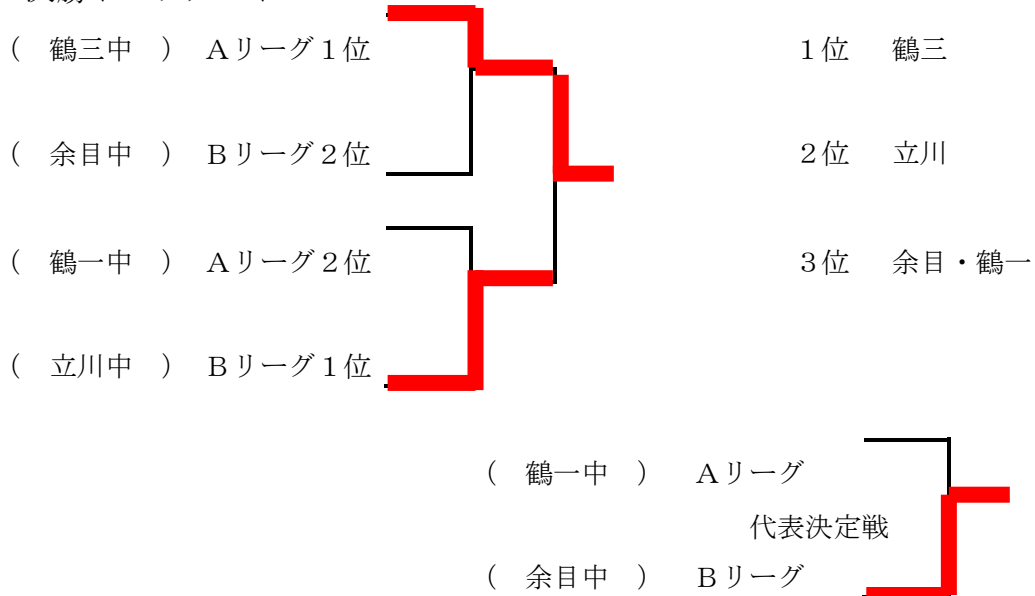 ( 鶴三中 ) Aリーグ1位 1位 鶴三
( 余目中 ) Bリーグ2位 2位 立川
( 鶴一中 ) Aリーグ2位 3位 余目・鶴一
( 立川中 ) Bリーグ1位
( 鶴一中 ) Aリーグ
代表決定戦
( 余目中 ) Bリーグ